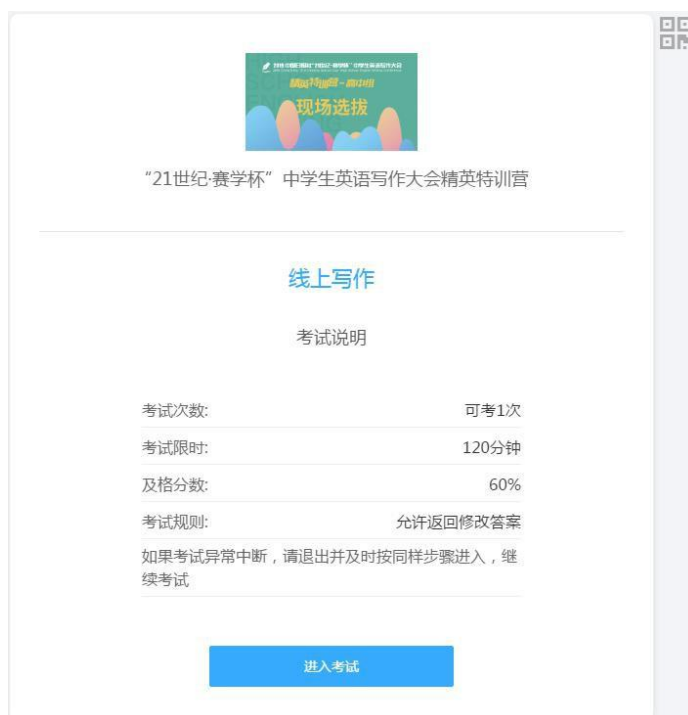 现场选拔
“21世纪·赛学杯”中学生英语写作大会精英特训营
线上写作
考试说明
考试次数: 可考1次
考试限时: 120分钟
及格分数: 60%
考试规则: 允许返回修改答案
如果考试异常中断，请退出并及时按同样步骤进入，继
续考试
进入考试